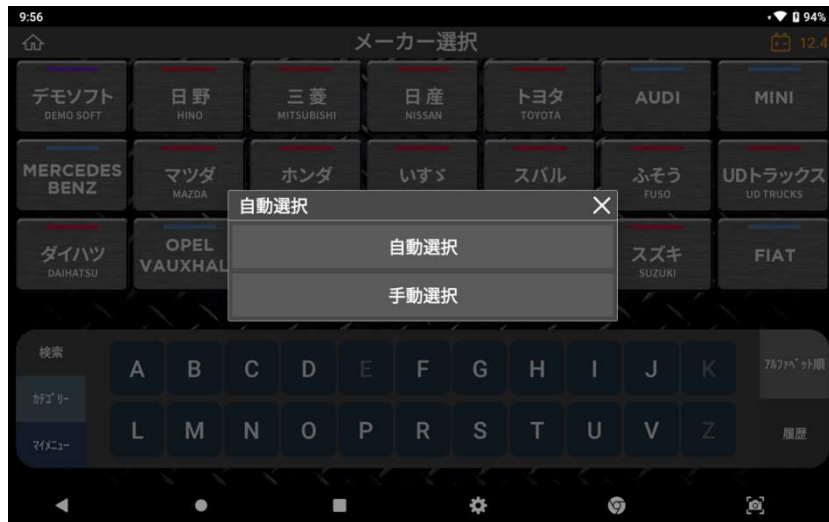 9:56
94%
メーカー選択
12.4
デモソフト
DEMO SOFT
日野
HINO
三菱
MITSUBISHI
日産
NISSAN
トヨタ
TOYOTA
AUDI
MINI
MERCEDES
BENZ
マツダ
MAZDA
ホンダ
いすゞ
スバル
ふそう
FUSO
UDトラックス
UD TRUCKS
自動選択
自動選択
手動選択
ダイハツ
DAIHATSU
OPEL
VAUXHAL
スズキ
SUZUKI
FIAT
検索
カテゴリー
マイメニュー
A B C D E F G H I J K
L M N O P R S T U V Z
アルファベット順
履歴